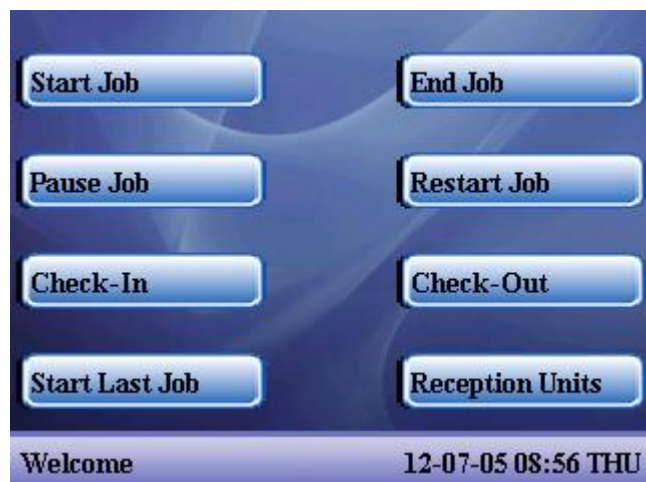 Start Job
End Job
Pause Job
Restart Job
Check-In
Check-Out
Start Last Job
Reception Units
Welcome
12-07-05 08:56 THU